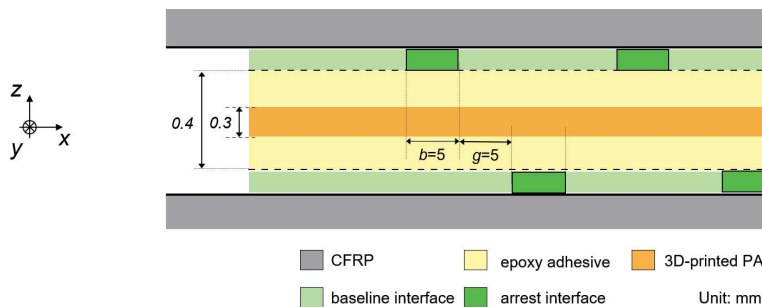 z
y
x
0.4
0.3
b=5
g=5
CFRP
epoxy adhesive
3D-printed PA
baseline interface
arrest interface
Unit: mm